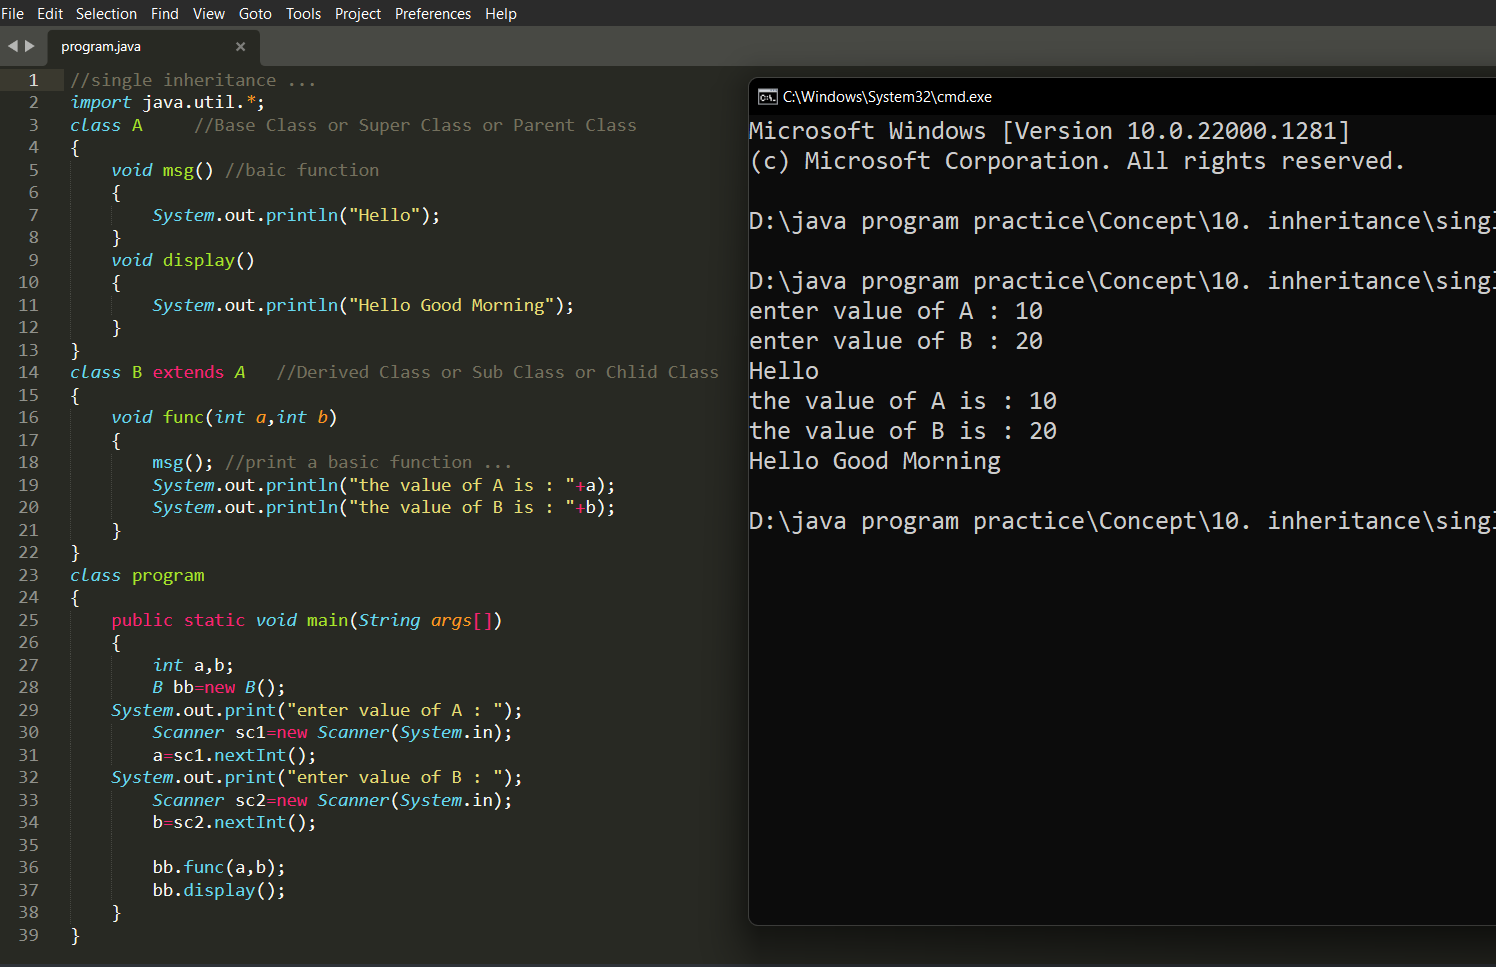 File Edit Selection Find View Goto Tools Project Preferences Help
program.java
1 //single inheritance ...
2 import java.util.*;
3 class A     //Base Class or Super Class or Parent Class
4 {
5     void msg() //baic function
6     {
7         System.out.println("Hello");
8     }
9     void display()
10     {
11         System.out.println("Hello Good Morning");
12     }
13 }
14 class B extends A   //Derived Class or Sub Class or Chlid Class
15 {
16     void func(int a,int b)
17     {
18         msg(); //print a basic function ...
19         System.out.println("the value of A is : "+a);
20         System.out.println("the value of B is : "+b);
21     }
22 }
23 class program
24 {
25     public static void main(String args[])
26     {
27         int a,b;
28         B bb=new B();
29     System.out.print("enter value of A : ");
30         Scanner sc1=new Scanner(System.in);
31         a=sc1.nextInt();
32     System.out.print("enter value of B : ");
33         Scanner sc2=new Scanner(System.in);
34         b=sc2.nextInt();
35
36         bb.func(a,b);
37         bb.display();
38     }
39 }
C:\Windows\System32\cmd.exe
Microsoft Windows [Version 10.0.22000.1281]
(c) Microsoft Corporation. All rights reserved.
D:\java program practice\Concept\10. inheritance\singl
D:\java program practice\Concept\10. inheritance\singl
enter value of A : 10
enter value of B : 20
Hello
the value of A is : 10
the value of B is : 20
Hello Good Morning
D:\java program practice\Concept\10. inheritance\singl